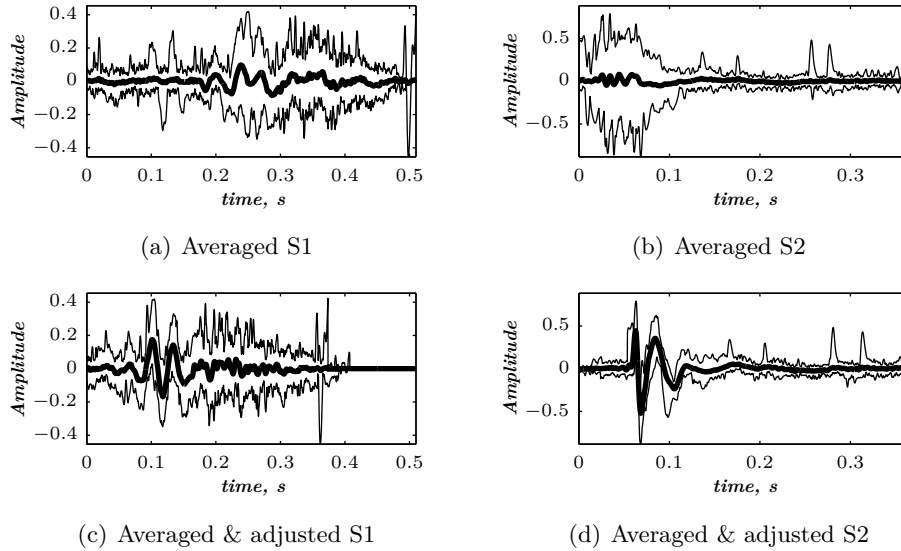 0.4
0.2
0
−0.2
−0.4
Amplitude
0 0.1 0.2 0.3 0.4 0.5
time, s
(a) Averaged S1
0.5
0
−0.5
Amplitude
0 0.1 0.2 0.3
time, s
(b) Averaged S2
0.4
0.2
0
−0.2
−0.4
Amplitude
0 0.1 0.2 0.3 0.4 0.5
time, s
(c) Averaged & adjusted S1
0.5
0
−0.5
Amplitude
0 0.1 0.2 0.3
time, s
(d) Averaged & adjusted S2